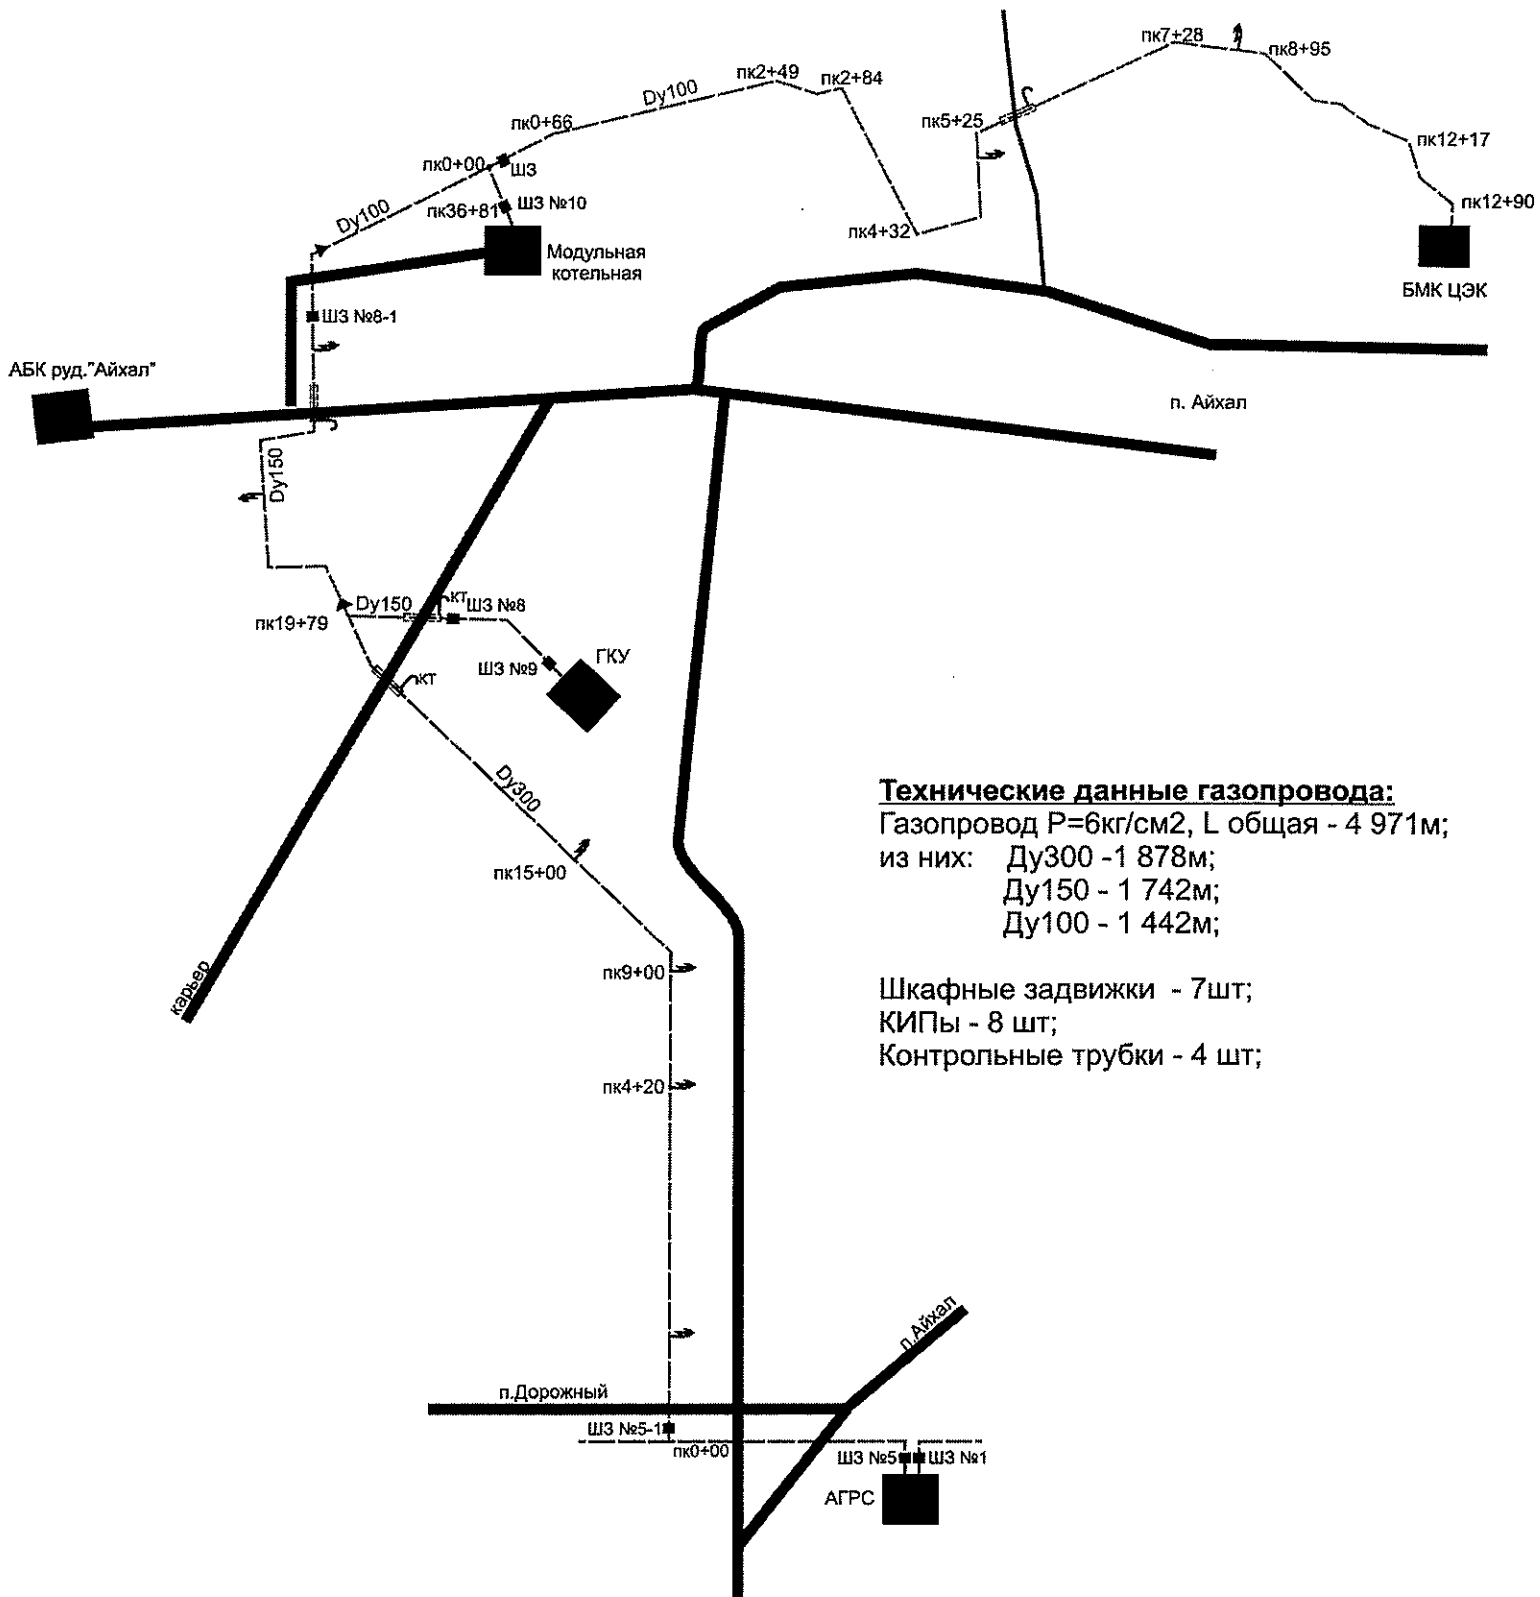 пк7+28
пк8+95
пк2+49
пк2+84
Dy100
пк0+66
пк5+25
пк12+17
пк0+00
ШЗ
Dy100
пк36+81
ШЗ №10
пк12+90
пк4+32
Модульная
котельная
БМК ЦЭК
ШЗ №8-1
АБК руд."Айхал"
п. Айхал
Dy150
Dy150
кт
ШЗ №8
пк19+79
ШЗ №9
ГКУ
кт
Dy300
Технические данные газопровода:
Газопровод Р=6кг/см2, L общая - 4 971м;
из них: Ду300 -1 878м;
Ду150 - 1 742м;
Ду100 - 1 442м;
пк15+00
пк9+00
карьер
Шкафные задвижки - 7шт;
КИПы - 8 шт;
Контрольные трубки - 4 шт;
пк4+20
п.Айхал
п.Дорожный
ШЗ №5-1
пк0+00
ШЗ №5
ШЗ №1
АГРС